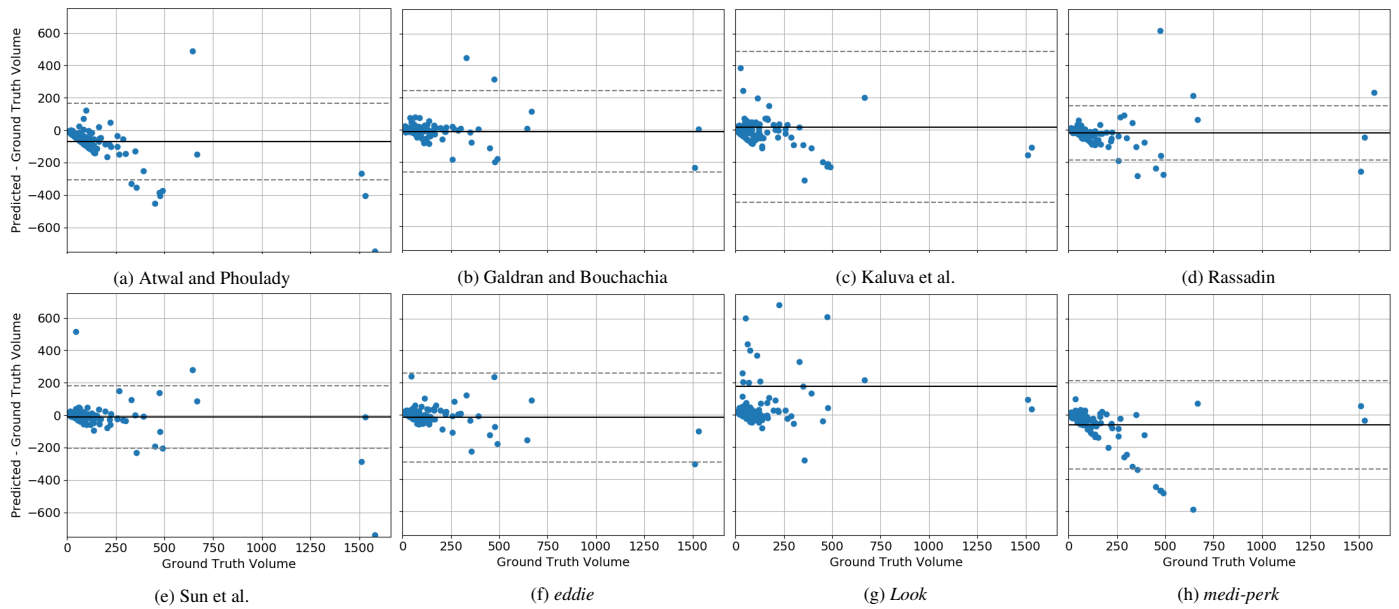 Predicted - Ground Truth Volume
600
400
200
0
−200
−400
−600
(a) Atwal and Phoulady
(b) Galdran and Bouchachia
(c) Kaluva et al.
(d) Rassadin
Predicted - Ground Truth Volume
600
400
200
0
−200
−400
−600
0 250 500 750 1000 1250 1500
0 250 500 750 1000 1250 1500
0 250 500 750 1000 1250 1500
0 250 500 750 1000 1250 1500
Ground Truth Volume
Ground Truth Volume
Ground Truth Volume
Ground Truth Volume
(e) Sun et al.
(f) eddie
(g) Look
(h) medi-perk